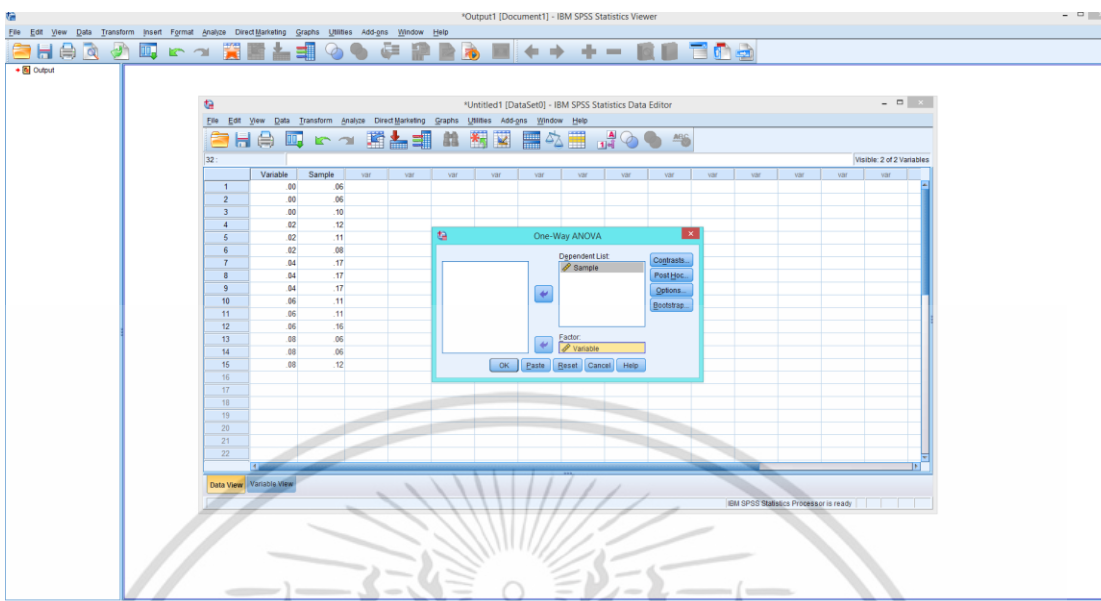 *Output1 [Document1] - IBM SPSS Statistics Viewer
File Edit View Data Transform Insert Format Analyze Direct Marketing Graphs Utilities Add-ons Window Help
Output
*Untitled1 [DataSet0] - IBM SPSS Statistics Data Editor
File Edit View Data Transform Analyze Direct Marketing Graphs Utilities Add-ons Window Help
32 : Visible: 2 of 2 Variables
Variable Sample var var var var var var var var var var var var var
1 .00 .06
2 .00 .06
3 .00 .10
4 .02 .12
5 .02 .11
6 .02 .08
7 .04 .17
8 .04 .17
9 .04 .17
10 .06 .11
11 .06 .11
12 .06 .16
13 .08 .06
14 .08 .06
15 .08 .12
16
17
18
19
20
21
22
One-Way ANOVA
Dependent List:
Sample
Contrasts...
Post Hoc...
Options...
Bootstrap...
Factor:
Variable
OK Paste Reset Cancel Help
Data View Variable View
IBM SPSS Statistics Processor is ready